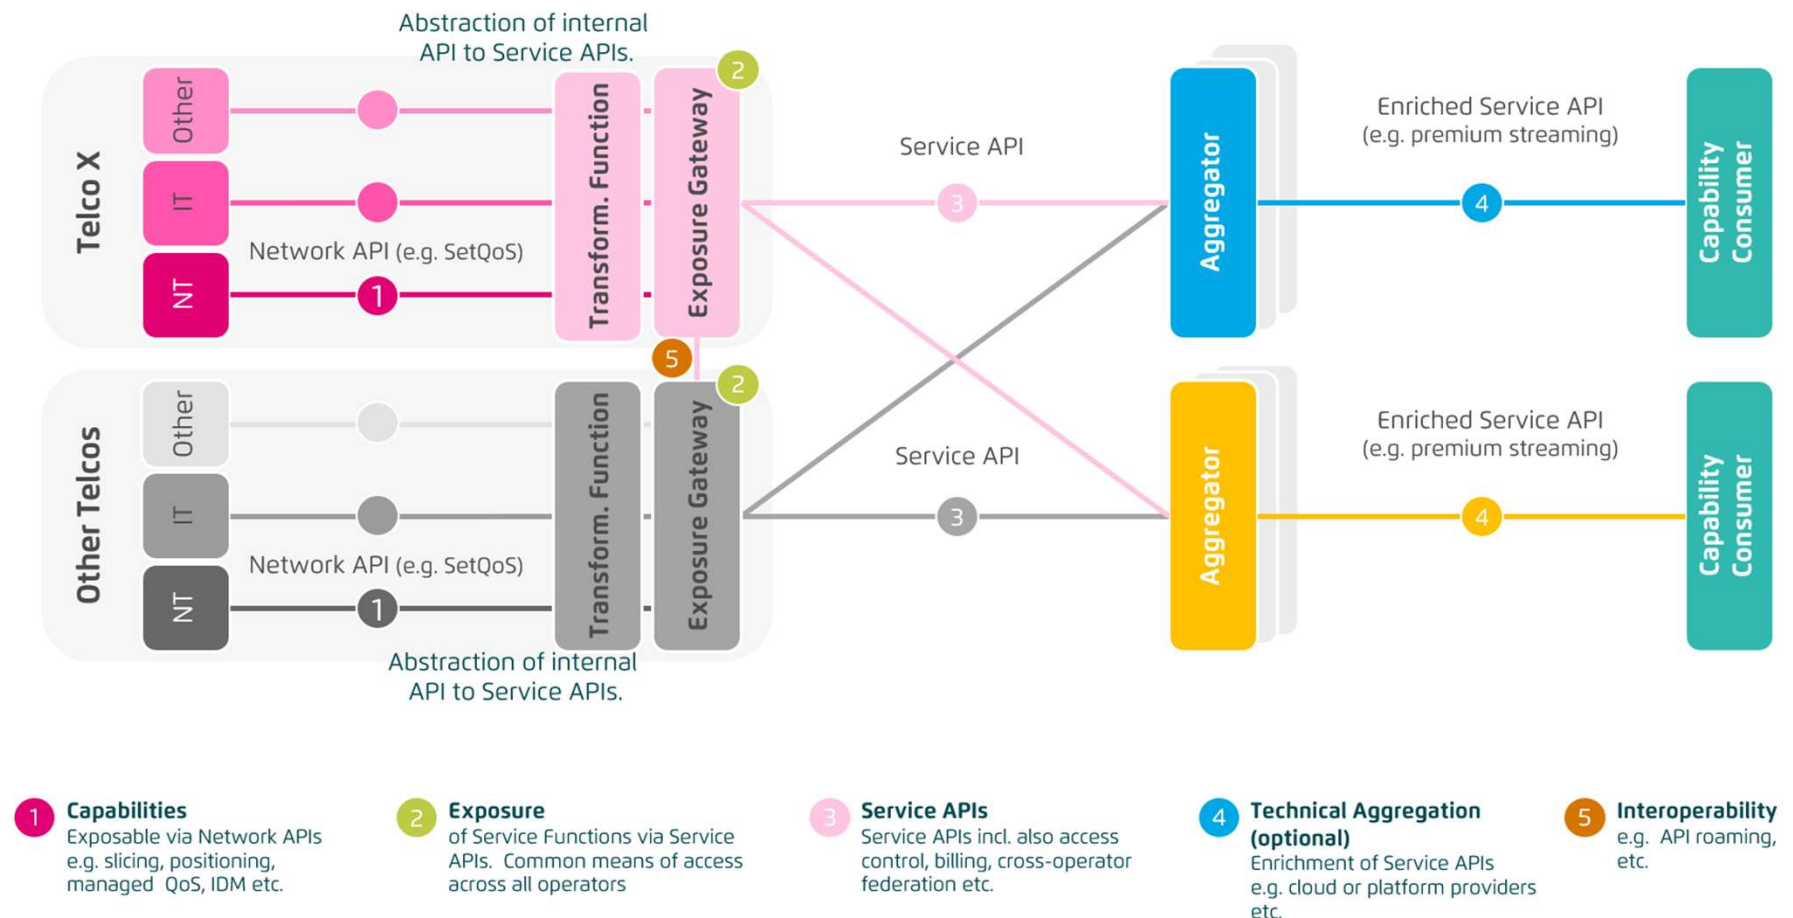 Abstraction of internal
API to Service APIs.
Telco X
Other
IT
NT
Network API (e.g. SetQoS)
1
Transform. Function
Exposure Gateway
2
Service API
3
Aggregator
Enriched Service API
(e.g. premium streaming)
4
Capability
Consumer
5
Other Telcos
Other
IT
NT
Network API (e.g. SetQoS)
1
Transform. Function
Exposure Gateway
2
Service API
3
Aggregator
Enriched Service API
(e.g. premium streaming)
4
Capability
Consumer
Abstraction of internal
API to Service APIs.
1
Capabilities
Exposable via Network APIs
e.g. slicing, positioning,
managed QoS, IDM etc.
2
Exposure
of Service Functions via Service
APIs. Common means of access
across all operators
3
Service APIs
Service APIs incl. also access
control, billing, cross-operator
federation etc.
4
Technical Aggregation
(optional)
Enrichment of Service APIs
e.g. cloud or platform providers
etc.
5
Interoperability
e.g. API roaming,
etc.